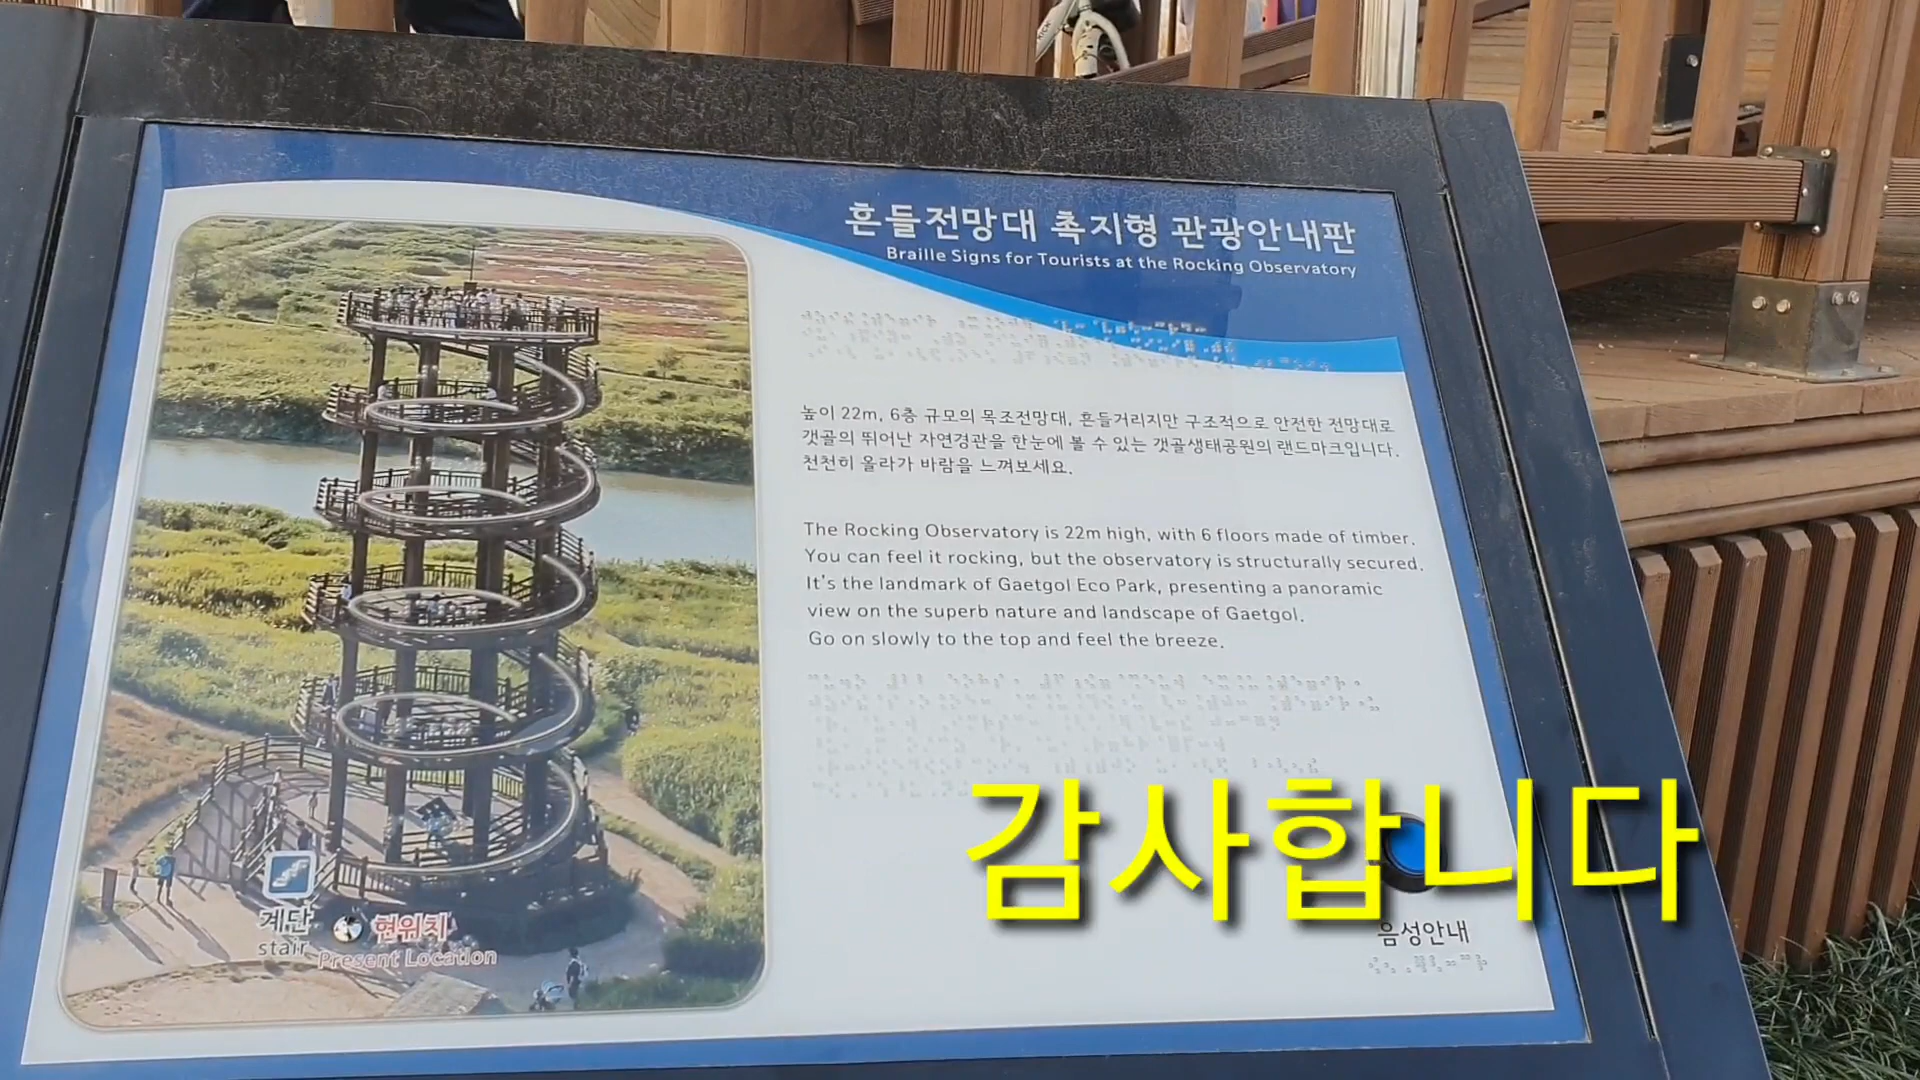 흔들전망대 촉지형 관광안내판
Braille Signs for Tourists at the Rocking Observatory
높이 22m, 6층 규모의 목조전망대, 흔들거리지만 구조적으로 안전한 전망대로
갯골의 뛰어난 자연경관을 한눈에 볼 수 있는 갯골생태공원의 랜드마크입니다.
천천히 올라가 바람을 느껴보세요.
The Rocking Observatory is 22m high, with 6 floors made of timber.
You can feel it rocking, but the observatory is structurally secured.
It's the landmark of Gaetgol Eco Park, presenting a panoramic
view on the superb nature and landscape of Gaetgol.
Go on slowly to the top and feel the breeze.
감사합니다
음성안내
계단
stair
현위치
Present Location